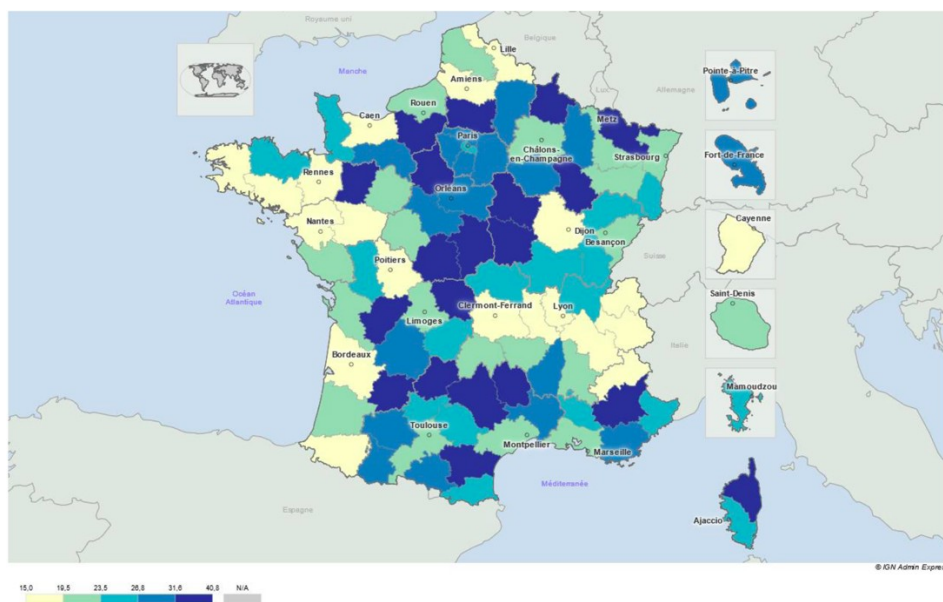 Royaume uni
Belgique
Lille
Manche
Amiens
Luc.
Allemagne
Pointe-à-Pitre
Rouen
Caen
Metz
Paris
Châlons-
en-Champagne
Strasbourg
Fort-de-France
Rennes
Orléans
Nantes
Dijon
Besançon
Cayenne
Suisse
Poitiers
Océan
Atlantique
Saint-Denis
Clermont-Ferrand
Lyon
Limoges
Italie
Bordeaux
Mamoudzou
Toulouse
Montpellier
Marseille
Méditerranée
Espagne
Ajaccio
© IGN Admin Expres
15,0 19,5 23,5 26,8 31,6 40,8 N/A